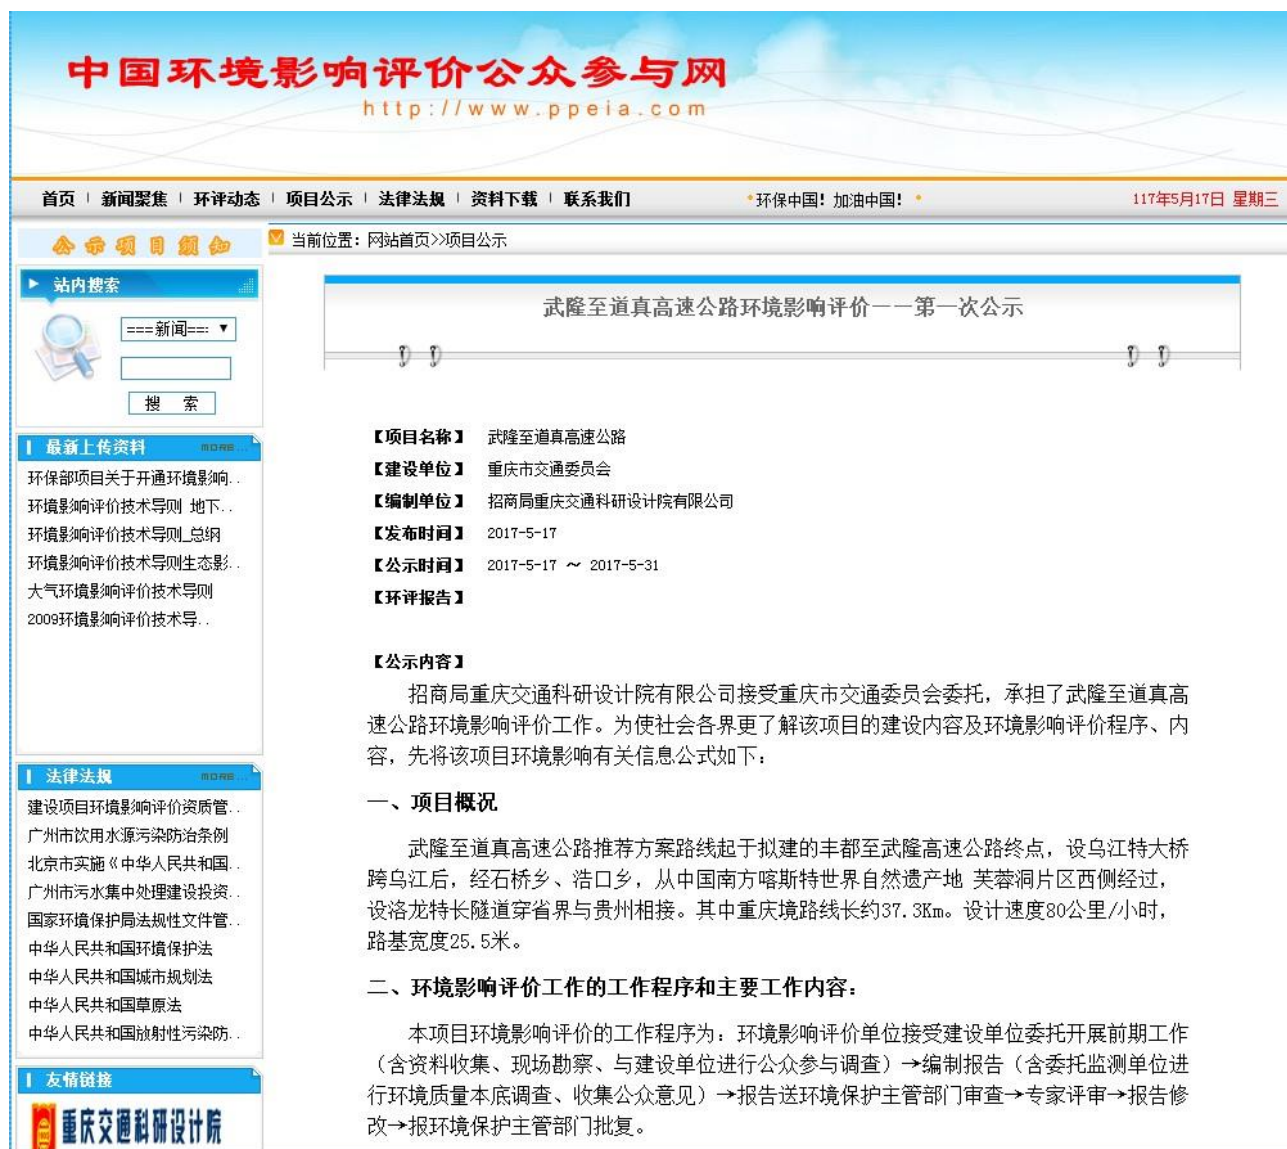 中国环境影响评价公众参与网
http://www.ppeia.com
首页 | 新闻聚焦 | 环评动态 | 项目公示 | 法律法规 | 资料下载 | 联系我们
•环保中国！加油中国！•
117年5月17日 星期三
公示项目须知
当前位置：网站首页>>项目公示
站内搜索
===新闻==:
搜 索
最新上传资料 MORE...
环保部项目关于开通环境影响..
环境影响评价技术导则 地下..
环境影响评价技术导则_总纲
环境影响评价技术导则生态影..
大气环境影响评价技术导则
2009环境影响评价技术导..
法律法规 MORE...
建设项目环境影响评价资质管..
广州市饮用水源污染防治条例
北京市实施《中华人民共和国..
广州市污水集中处理建设投资..
国家环境保护局法规性文件管..
中华人民共和国环境保护法
中华人民共和国城市规划法
中华人民共和国草原法
中华人民共和国放射性污染防..
友情链接
重庆交通科研设计院
武隆至道真高速公路环境影响评价——第一次公示
【项目名称】 武隆至道真高速公路
【建设单位】 重庆市交通委员会
【编制单位】 招商局重庆交通科研设计院有限公司
【发布时间】 2017-5-17
【公示时间】 2017-5-17 ～ 2017-5-31
【环评报告】
【公示内容】
招商局重庆交通科研设计院有限公司接受重庆市交通委员会委托，承担了武隆至道真高
速公路环境影响评价工作。为使社会各界更了解该项目的建设内容及环境影响评价程序、内
容，先将该项目环境影响有关信息公式如下：
一、项目概况
武隆至道真高速公路推荐方案路线起于拟建的丰都至武隆高速公路终点，设乌江特大桥
跨乌江后，经石桥乡、浩口乡，从中国南方喀斯特世界自然遗产地 芙蓉洞片区西侧经过，
设洛龙特长隧道穿省界与贵州相接。其中重庆境路线长约37.3Km。设计速度80公里/小时，
路基宽度25.5米。
二、环境影响评价工作的工作程序和主要工作内容：
本项目环境影响评价的工作程序为：环境影响评价单位接受建设单位委托开展前期工作
（含资料收集、现场勘察、与建设单位进行公众参与调查）→编制报告（含委托监测单位进
行环境质量本底调查、收集公众意见）→报告送环境保护主管部门审查→专家评审→报告修
改→报环境保护主管部门批复。